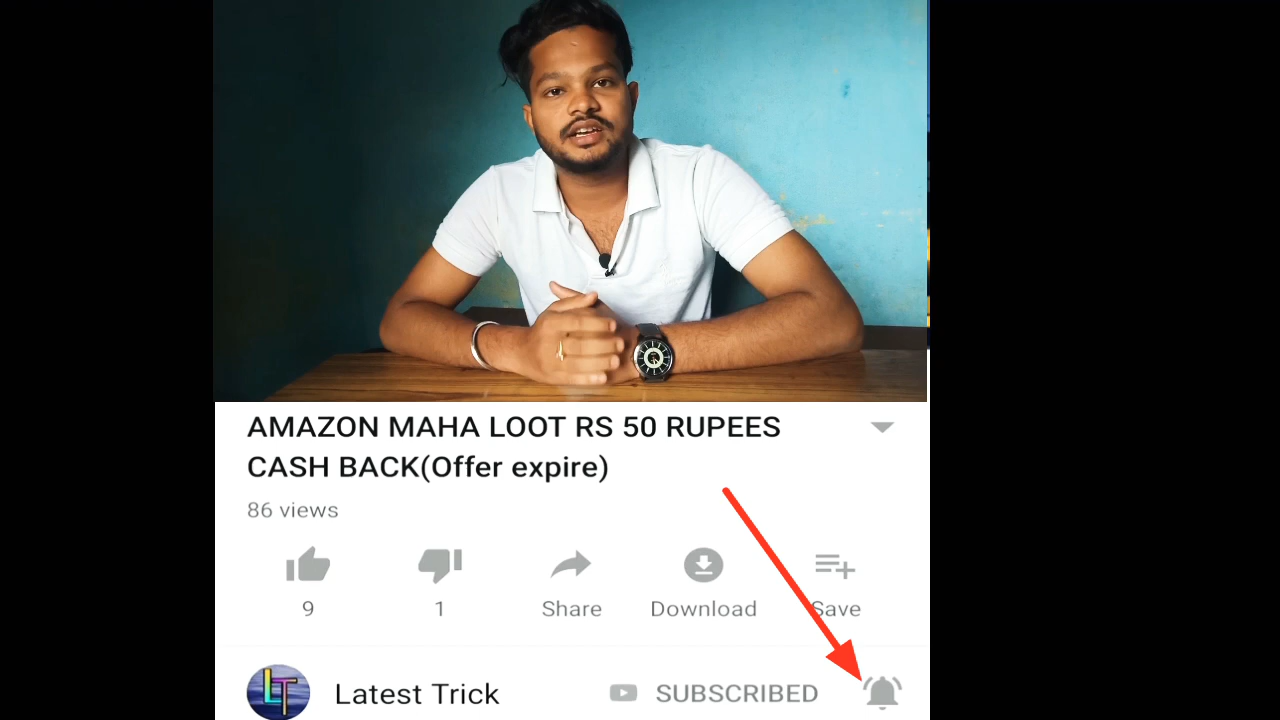 AMAZON MAHA LOOT RS 50 RUPEES
CASH BACK(Offer expire)
86 views
9
1
Share
Download
Save
LT
Latest Trick
SUBSCRIBED